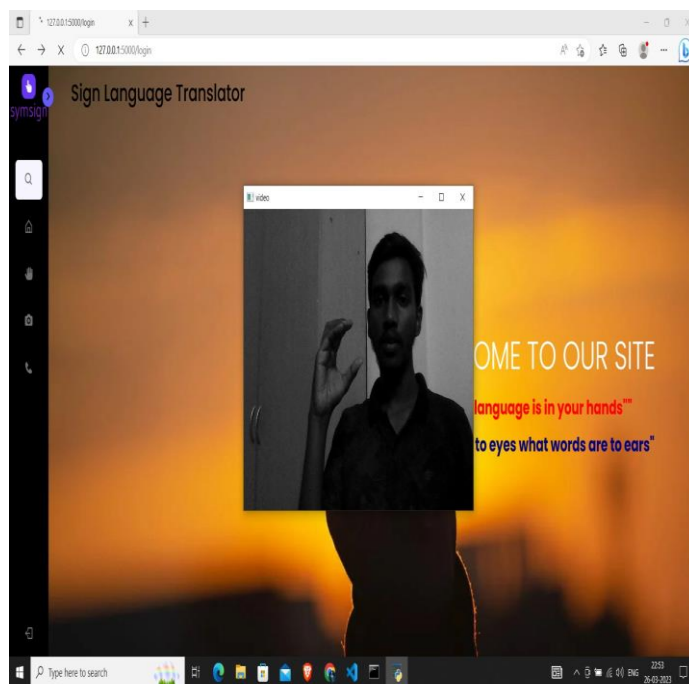 127.0.0.1:5000/login
127.0.0.1:5000/login
symsign
Sign Language Translator
video
OME TO OUR SITE
language is in your hands""
to eyes what words are to ears"
Type here to search
ENG
22:53
26-03-2023